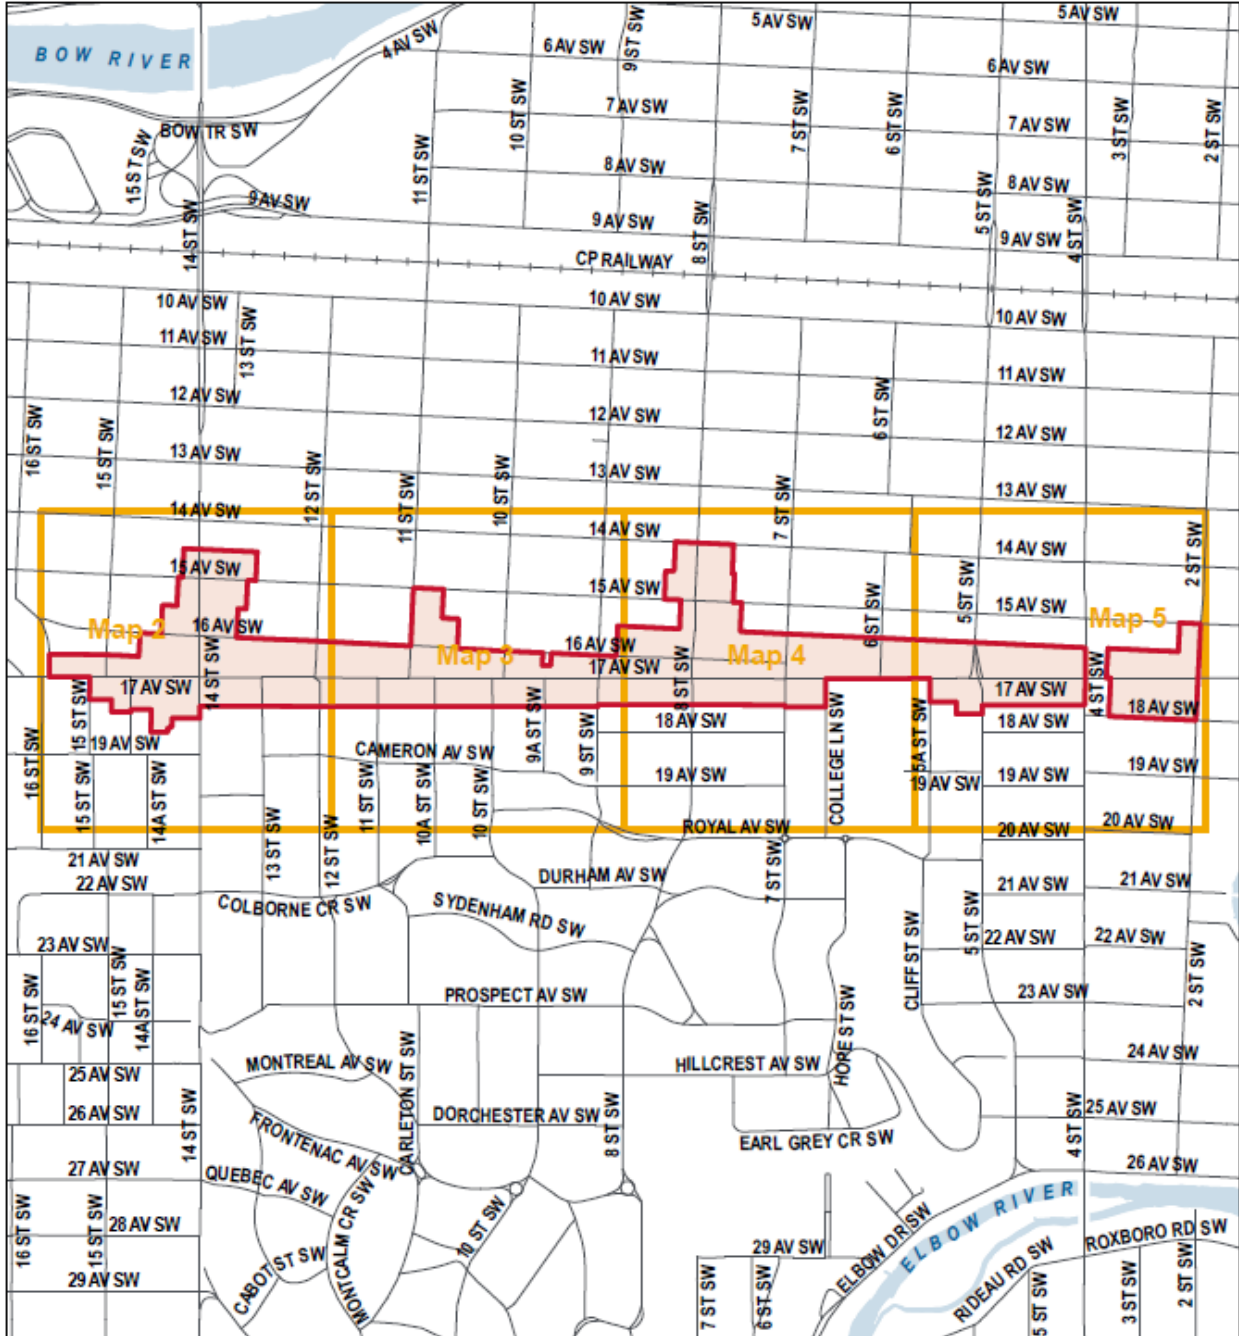 5 AV SW
5 AV SW
4 AV SW
6 AV SW
9 ST SW
BOW RIVER
6 AV SW
10 ST SW
7 AV SW
7 ST SW
6 ST SW
7 AV SW
3 ST SW
2 ST SW
BOW TR SW
15 ST SW
11 ST SW
8 AV SW
8 AV SW
9 AV SW
14 ST SW
9 AV SW
8 ST SW
5 ST SW
9 AV SW
4 ST SW
CP RAILWAY
10 AV SW
10 AV SW
10 AV SW
11 AV SW
13 ST SW
11 AV SW
11 AV SW
12 AV SW
12 AV SW
6 ST SW
12 AV SW
16 ST SW
15 ST SW
13 AV SW
12 ST SW
11 ST SW
10 ST SW
13 AV SW
7 ST SW
13 AV SW
14 AV SW
14 AV SW
14 AV SW
2 ST SW
15 AV SW
15 AV SW
6 ST SW
5 ST SW
15 AV SW
Map 2
16 AV SW
Map 3
16 AV SW
Map 4
Map 5
17 AV SW
14 ST SW
17 AV SW
8 ST SW
17 AV SW
4 ST SW
18 AV SW
18 AV SW
18 AV SW
16 ST SW
15 ST SW
19 AV SW
CAMERON AV SW
9A ST SW
9 ST SW
19 AV SW
COLLEGE LN SW
5A ST SW
19 AV SW
19 AV SW
19 AV SW
15 ST SW
14A ST SW
13 ST SW
12 ST SW
11 ST SW
10A ST SW
10 ST SW
ROYAL AV SW
20 AV SW
20 AV SW
21 AV SW
22 AV SW
COLBORNE CR SW
SYDENHAM RD SW
DURHAM AV SW
7 ST SW
21 AV SW
21 AV SW
23 AV SW
5 ST SW
22 AV SW
22 AV SW
16 ST SW
15 ST SW
14A ST SW
24 AV SW
PROSPECT AV SW
CLIFF ST SW
23 AV SW
2 ST SW
25 AV SW
MONTREAL AV SW
CARLETON ST SW
HILLCREST AV SW
HOPE ST SW
24 AV SW
26 AV SW
14 ST SW
FRONTENAC AV SW
DORCHESTER AV SW
8 ST SW
EARL GREY CR SW
4 ST SW
25 AV SW
27 AV SW
QUEBEC AV SW
26 AV SW
16 ST SW
15 ST SW
28 AV SW
CABOT ST SW
MONTCALM CR SW
10 ST SW
29 AV SW
ELBOW DR SW
ELBOW RIVER
ROXBORO RD SW
29 AV SW
7 ST SW
6 ST SW
RIDEAU RD SW
5 ST SW
3 ST SW
2 ST SW